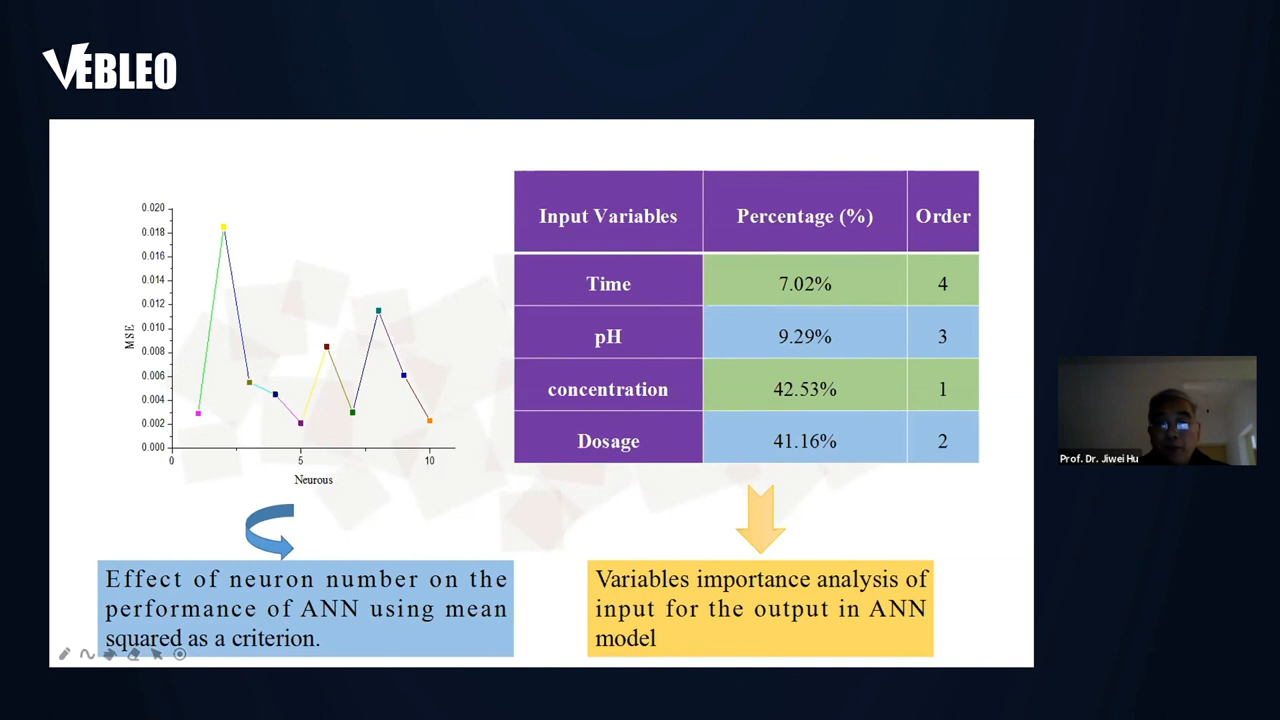 VEBLEO
0.020
0.018
0.016
0.014
0.012
0.010
0.008
0.006
0.004
0.002
0.000
MSE
0
5
10
Neurous
Input Variables Percentage (%) Order
Time 7.02% 4
pH 9.29% 3
concentration 42.53% 1
Dosage 41.16% 2
Effect of neuron number on the
performance of ANN using mean
squared as a criterion.
Variables importance analysis of
input for the output in ANN
model
Prof. Dr. Jiwei Hu